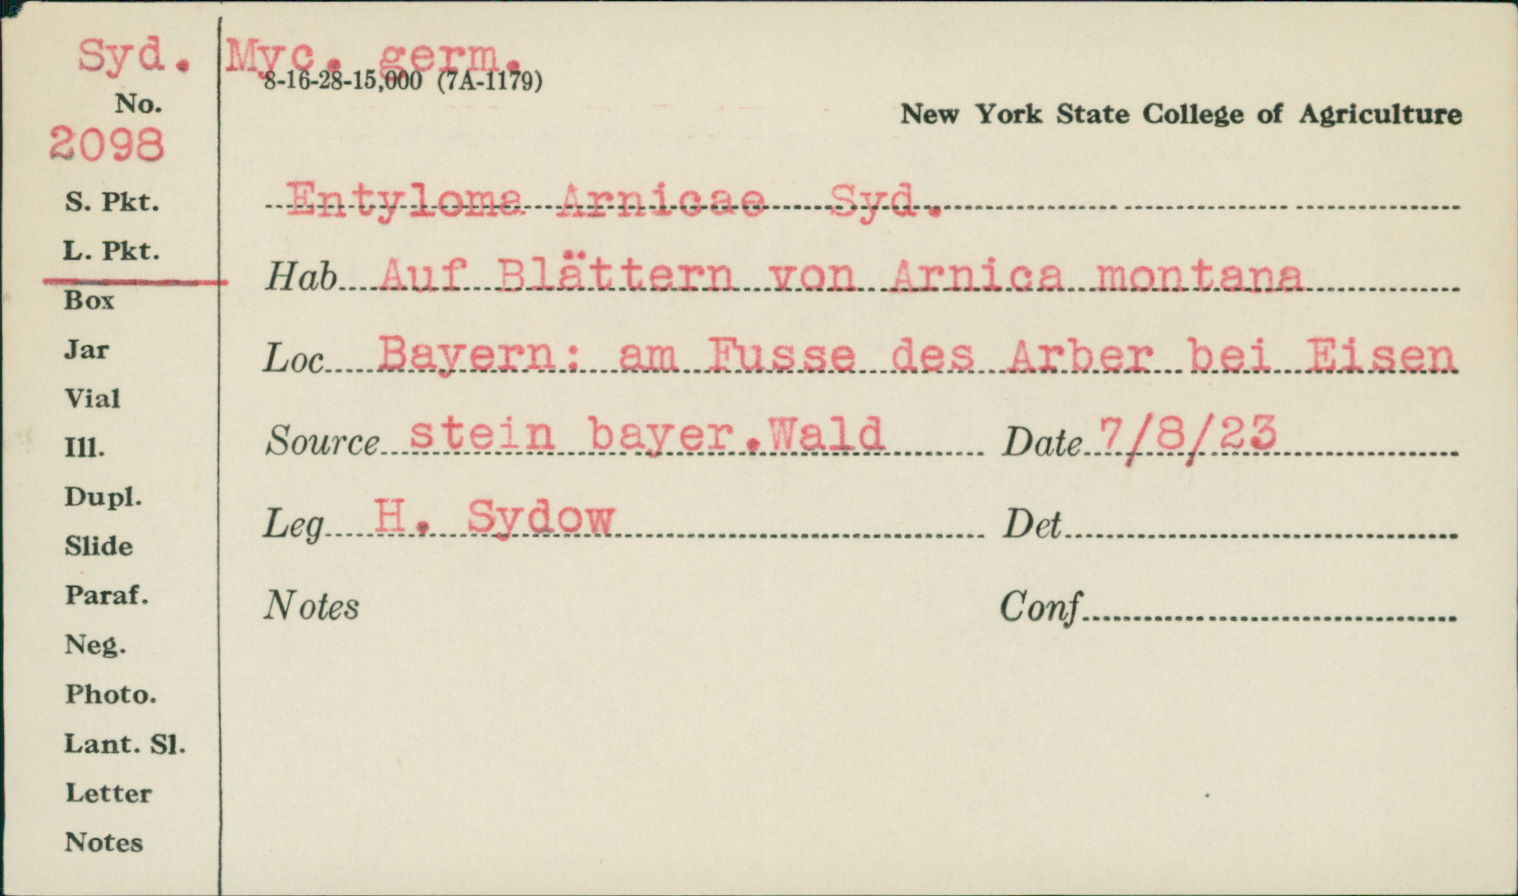 Syd. Myc. germ.
8-16-28-15,000 (7A-1179)
No.
New York State College of Agriculture
2098
S. Pkt.
Entyloma Arnicae Syd.
L. Pkt.
Hab Auf Blättern von Arnica montana
Box
Jar
Loc Bayern: am Fusse des Arber bei Eisen
Vial
Ill.
Source stein bayer.Wald Date 7/8/23
Dupl.
Slide
Leg H. Sydow Det
Paraf.
Notes Conf
Neg.
Photo.
Lant. Sl.
Letter
Notes